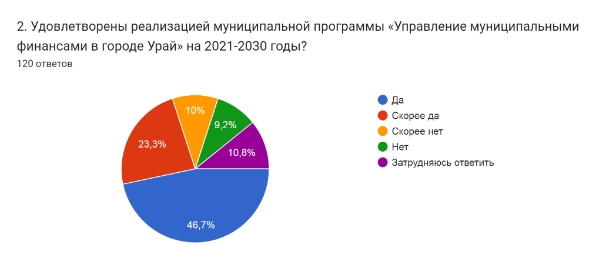 2. Удовлетворены реализацией муниципальной программы «Управление муниципальными
финансами в городе Урай» на 2021-2030 годы?
120 ответов
Да
Скорее да
Скорее нет
Нет
Затрудняюсь ответить
10%
9,2%
23,3%
10,8%
46,7%